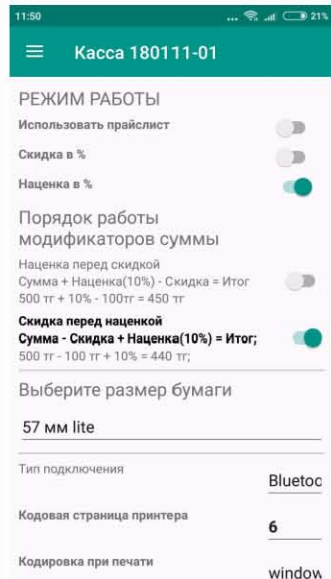 11:50
... 21%
Касса 180111-01
РЕЖИМ РАБОТЫ
Использовать прайслист
Скидка в %
Наценка в %
Порядок работы
модификаторов суммы
Наценка перед скидкой
Сумма + Наценка(10%) - Скидка = Итог
500 тг + 10% - 100тг = 450 тг
Скидка перед наценкой
Сумма - Скидка + Наценка(10%) = Итог;
500 тг - 100 тг + 10% = 440 тг;
Выберите размер бумаги
57 мм lite
Тип подключения
Bluetoc
Кодовая страница принтера
6
Кодировка при печати
window